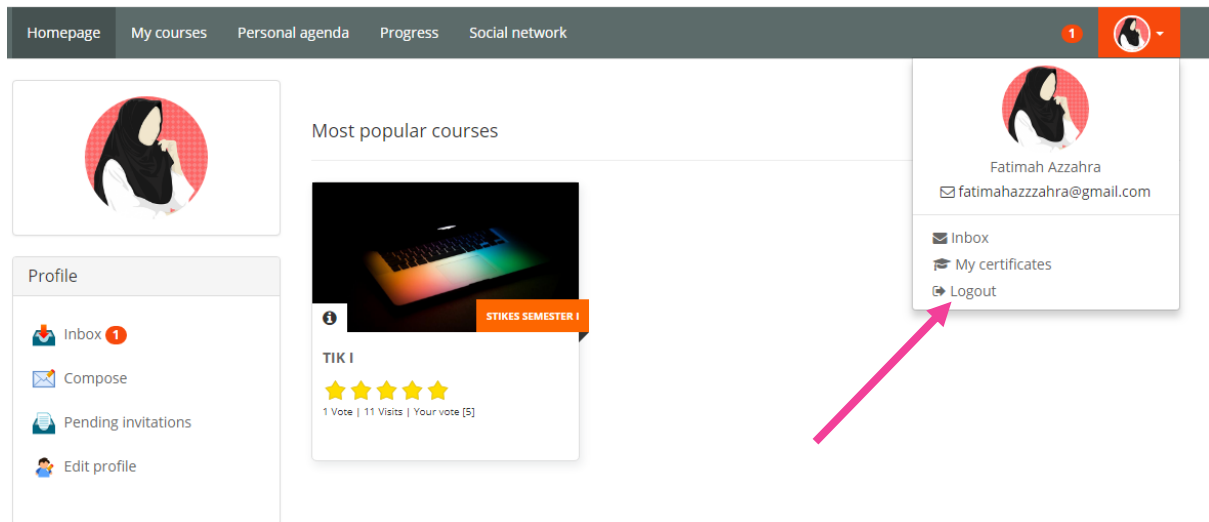 Homepage My courses Personal agenda Progress Social network 1
Fatimah Azzahra
fatimahazzzahra@gmail.com
Inbox
My certificates
Logout
Profile
Inbox 1
Compose
Pending invitations
Edit profile
Most popular courses
STIKES SEMESTER I
TIK I
1 Vote | 11 Visits | Your vote [5]